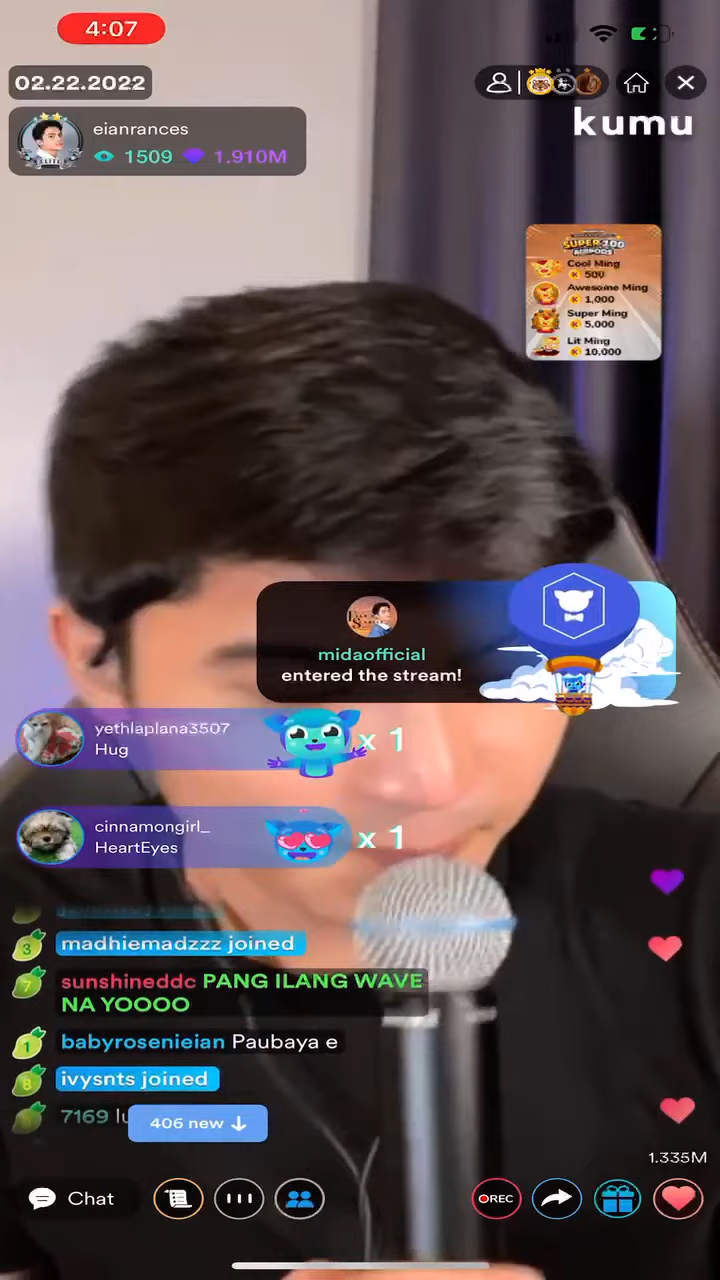 4:07
02.22.2022
kumu
eianrances
1509 1.910M
SUPER 200
Cool Ming
500
Awesome Ming
1,000
Super Ming
5,000
Lit Ming
10,000
midaofficial
entered the stream!
yethlaplana3507
Hug
x 1
cinnamongirl_
HeartEyes
x 1
3 madhiemadzzz joined
7 sunshineddc PANG ILANG WAVE
NA YOOOO
1 babyrosenieian Paubaya e
8 ivysnts joined
7169 lu
406 new ↓
1.335M
Chat
REC